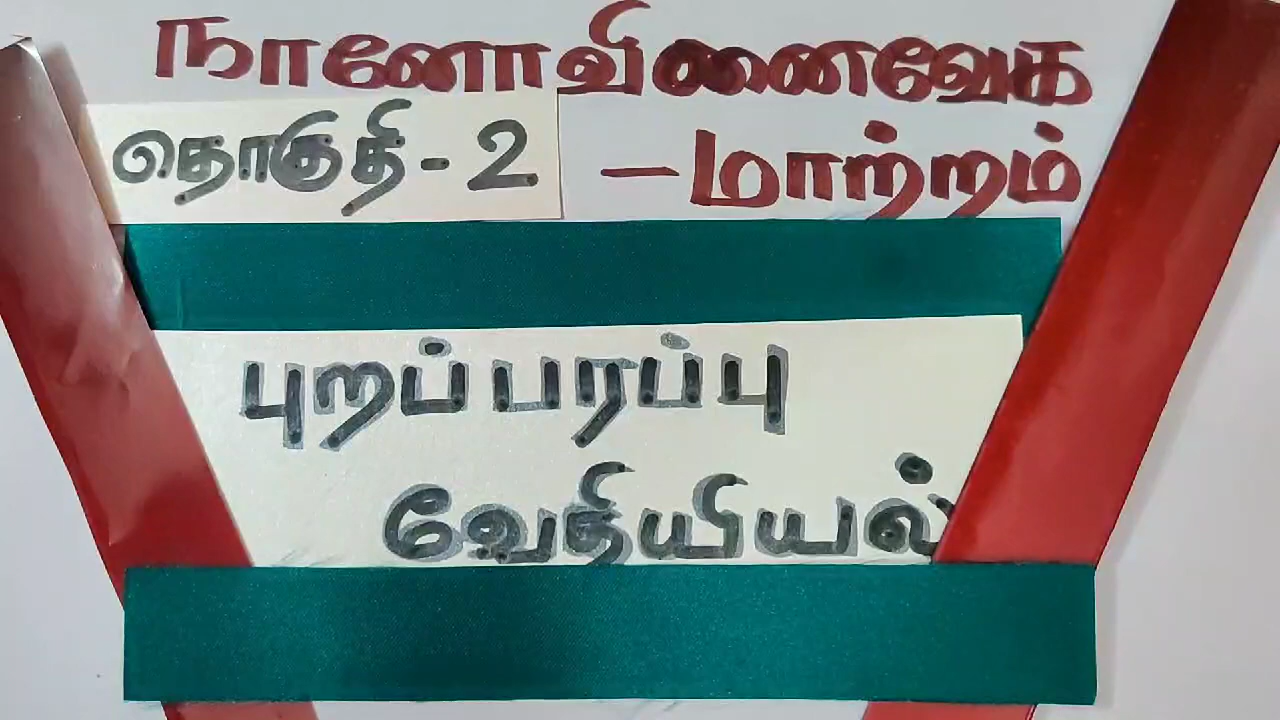 நானோவினைவேக
தொகுதி - 2
– மாற்றம்
புறப்பரப்பு
வேதியியல்